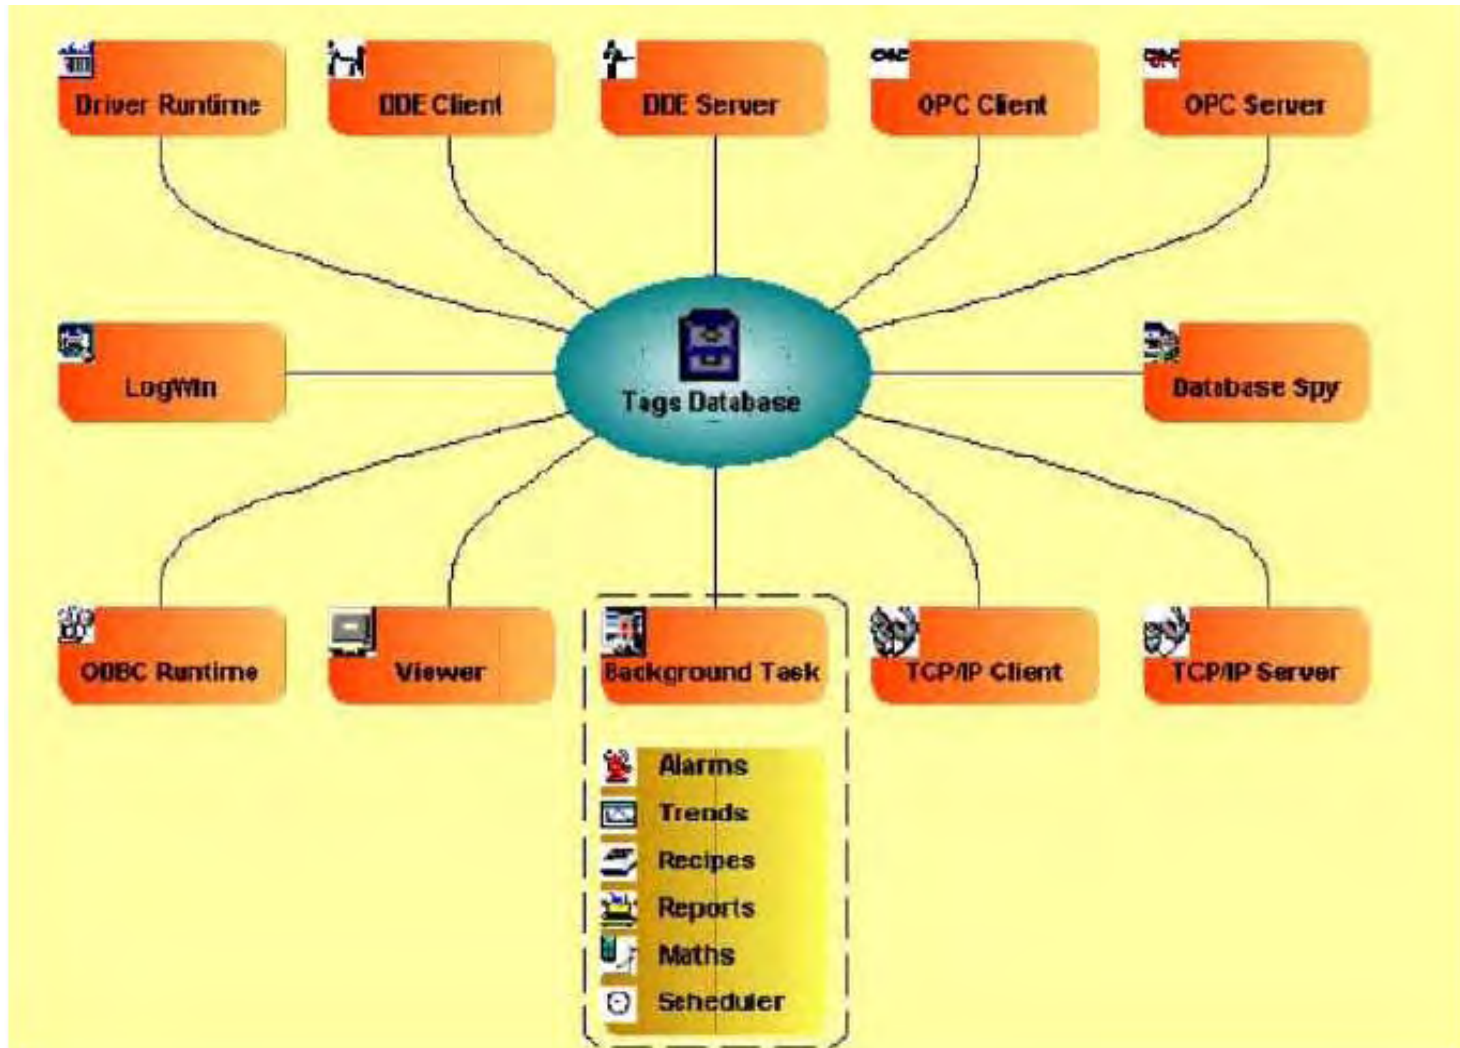 Driver Runtime
DDE Client
DDE Server
OPC Client
OPC Server
LogWin
Tags Database
Database Spy
ODBC Runtime
Viewer
Background Task
TCP/IP Client
TCP/IP Server
Alarms
Trends
Recipes
Reports
Maths
Scheduler